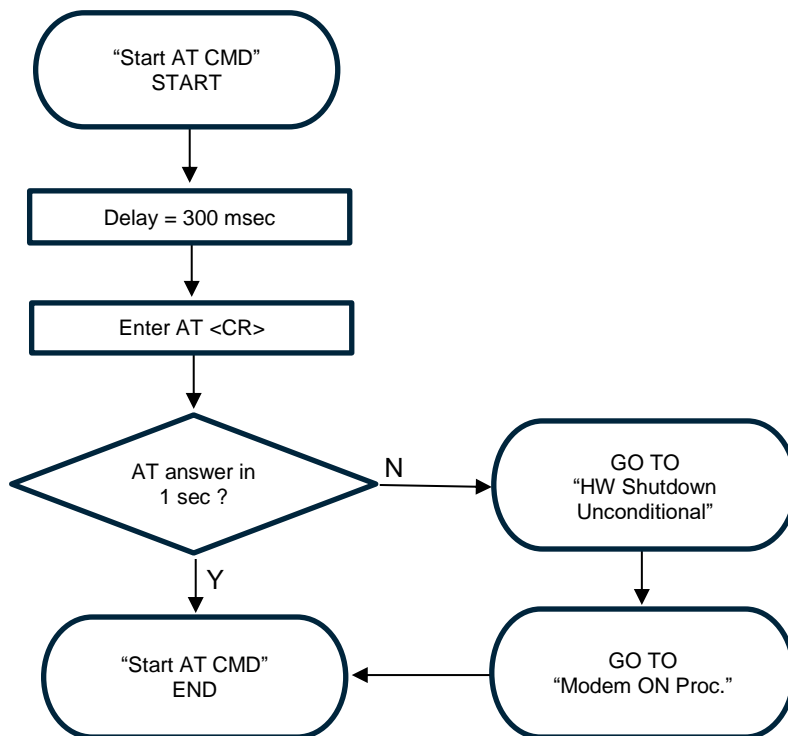 “Start AT CMD”
START
Delay = 300 msec
Enter AT <CR>
AT answer in
1 sec ?
N
GO TO
“HW Shutdown
Unconditional”
Y
“Start AT CMD”
END
GO TO
“Modem ON Proc.”